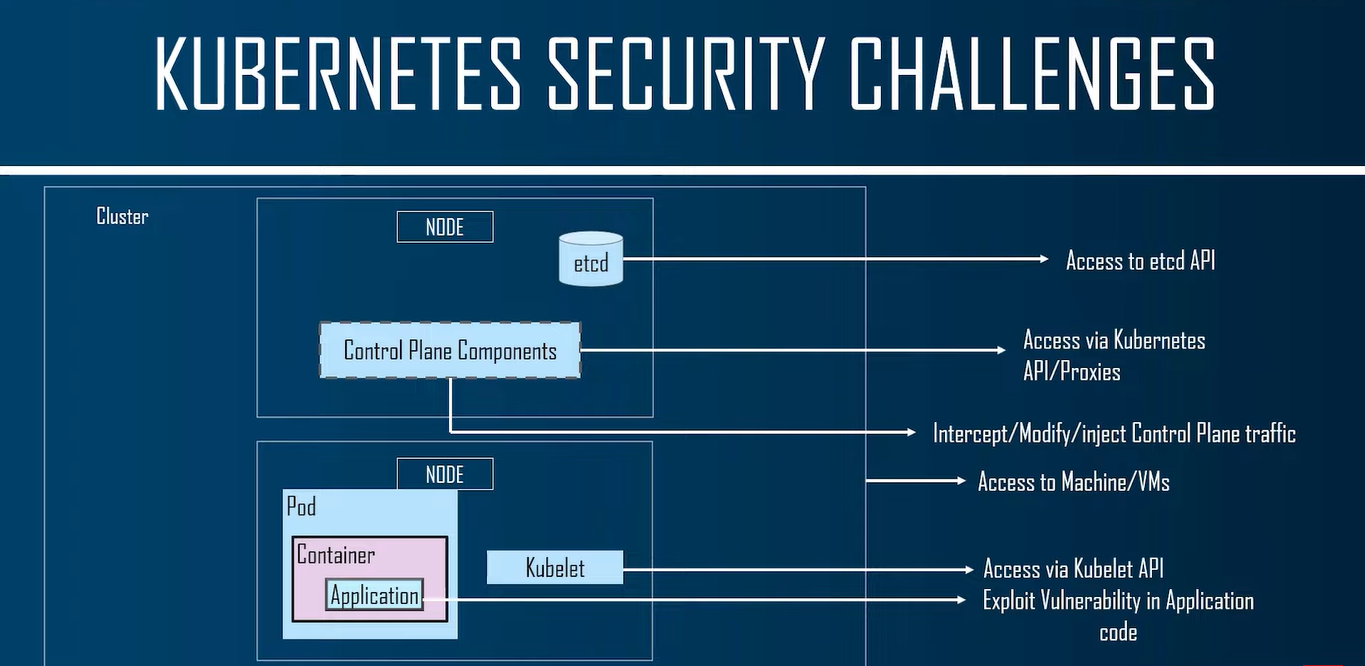 KUBERNETES SECURITY CHALLENGES
Cluster
NODE
etcd
Access to etcd API
Control Plane Components
Access via Kubernetes
API/Proxies
Intercept/Modify/inject Control Plane traffic
NODE
Access to Machine/VMs
Pod
Container
Application
Kubelet
Access via Kubelet API
Exploit Vulnerability in Application
code